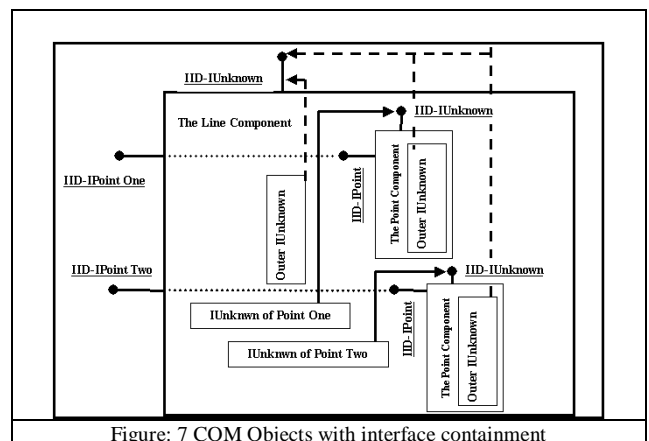 IID-IUnknown
The Line Component
IID-IUnknown
IID-IPoint One
IID-IPoint
The Point Component
Outer IUnknown
Outer IUnknown
IID-IPoint Two
IID-IUnknown
IUnknwn of Point One
IID-IPoint
The Point Component
Outer IUnknown
IUnknwn of Point Two
Figure: 7 COM Objects with interface containment